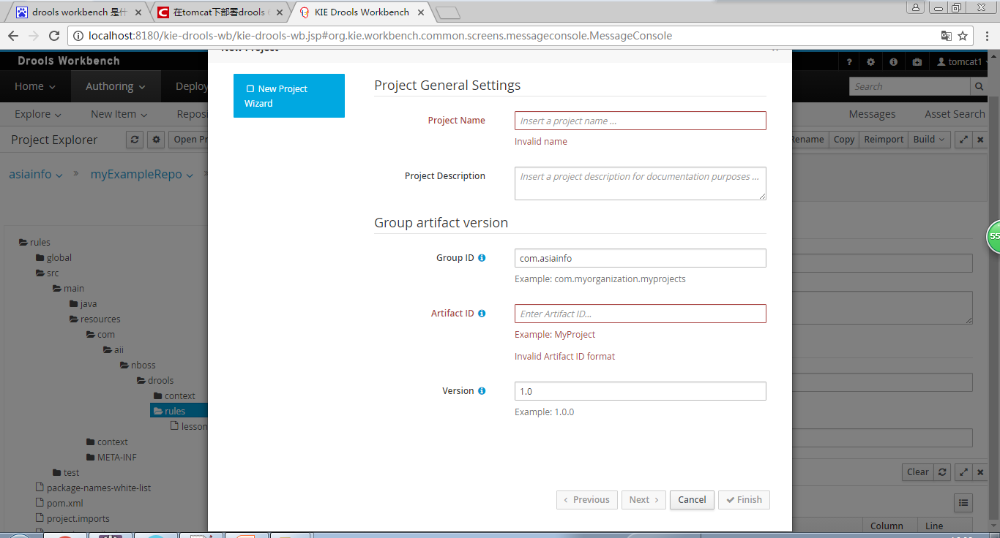 drools workbench 是什
在tomcat下部署drools
KIE Drools Workbench
localhost:8180/kie-drools-wb/kie-drools-wb.jsp#org.kie.workbench.common.screens.messageconsole.MessageConsole
Drools Workbench
?
tomcat1
Home
Authoring
Deploy
Search
Explore
New Item
Reposi
Messages
Asset Search
Project Explorer
Open Pr
Rename
Copy
Reimport
Build
asiainfo » myExampleRepo »
rules
global
src
main
java
resources
com
aii
nboss
drools
context
rules
lesson
context
META-INF
test
package-names-white-list
pom.xml
project.imports
New Project
New Project
Wizard
Project General Settings
Project Name
Insert a project name ...
Invalid name
Project Description
Insert a project description for documentation purposes ...
Group artifact version
Group ID
com.asiainfo
Example: com.myorganization.myprojects
Artifact ID
Enter Artifact ID...
Example: MyProject
Invalid Artifact ID format
Version
1.0
Example: 1.0.0
Previous
Next
Cancel
Finish
55
Clear
Column
Line